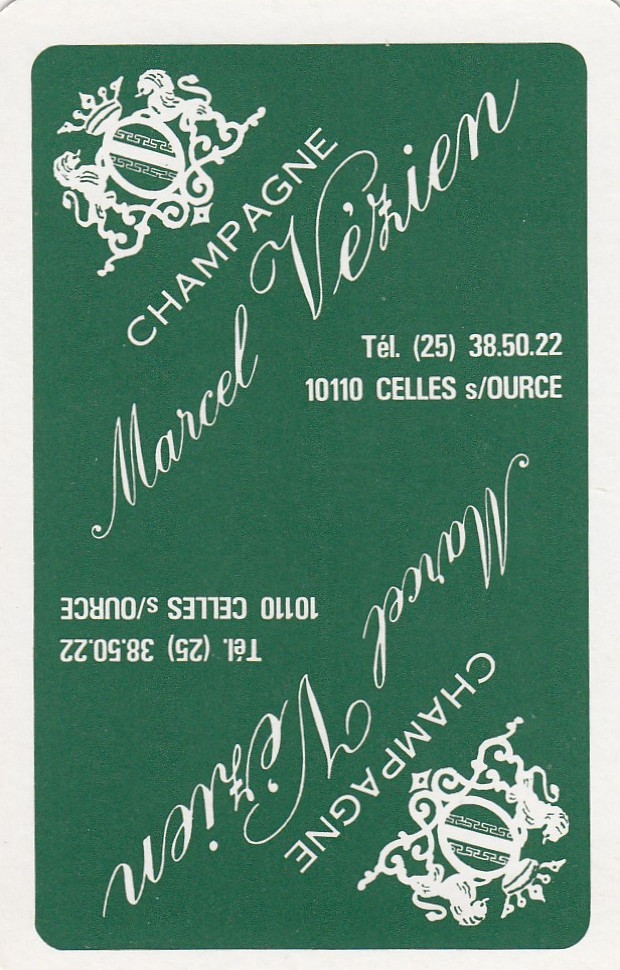 CHAMPAGNE
Marcel Vézien
Tél. (25) 38.50.22
10110 CELLES s/OURCE
CHAMPAGNE
Marcel Vézien
Tél. (25) 38.50.22
10110 CELLES s/OURCE